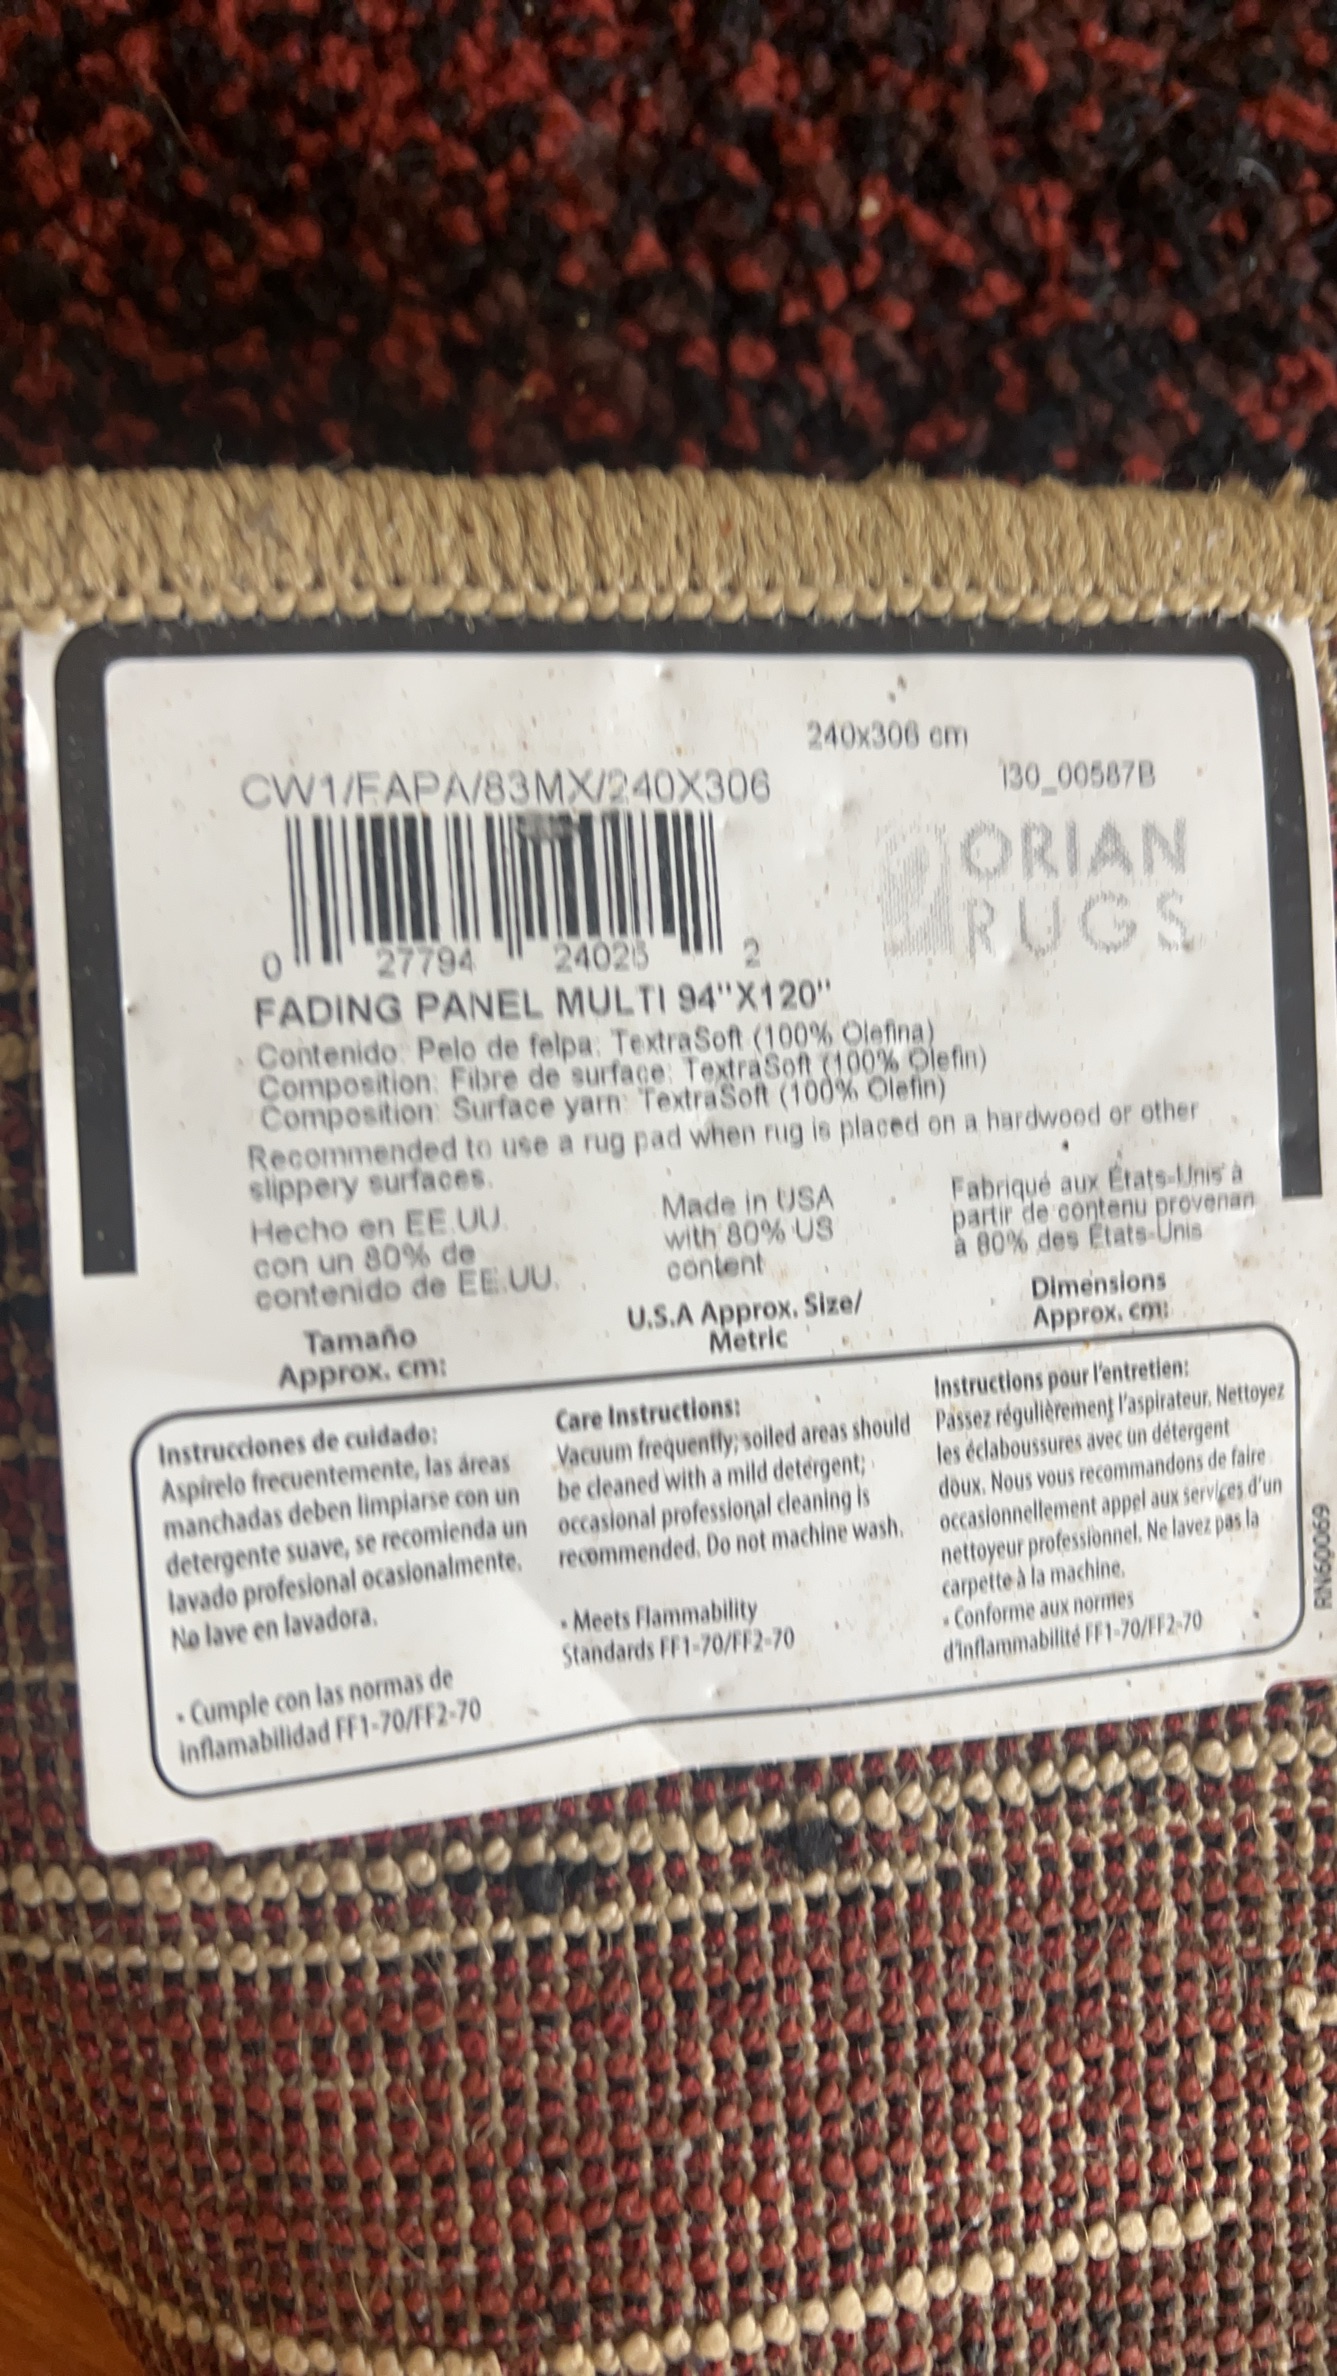 240x306 cm
CW1/FAPA/83MX/240X306
I30_00587B
ORIAN
RUGS
0 27794 24025 2
FADING PANEL MULTI 94"X120"
Contenido: Pelo de felpa: TextraSoft (100% Olefina)
Composition: Fibre de surface: TextraSoft (100% Olefin)
Composition: Surface yarn: TextraSoft (100% Olefin)
Recommended to use a rug pad when rug is placed on a hardwood or other
slippery surfaces.
Hecho en EE.UU.
con un 80% de
contenido de EE.UU.
Made in USA
with 80% US
content
Fabriqué aux États-Unis à
partir de contenu provenan
à 80% des États-Unis
Tamaño
Approx. cm:
U.S.A Approx. Size/
Metric
Dimensions
Approx. cm:
Instrucciones de cuidado:
Aspírelo frecuentemente, las áreas
manchadas deben limpiarse con un
detergente suave, se recomienda un
lavado profesional ocasionalmente.
No lave en lavadora.
• Cumple con las normas de
inflamabilidad FF1-70/FF2-70
Care Instructions:
Vacuum frequently; soiled areas should
be cleaned with a mild detergent;
occasional professional cleaning is
recommended. Do not machine wash.
• Meets Flammability
Standards FF1-70/FF2-70
Instructions pour l'entretien:
Passez régulièrement l'aspirateur. Nettoyez
les éclaboussures avec un détergent
doux. Nous vous recommandons de faire
occasionnellement appel aux services d'un
nettoyeur professionnel. Ne lavez pas la
carpette à la machine.
• Conforme aux normes
d'inflammabilité FF1-70/FF2-70
RN60069